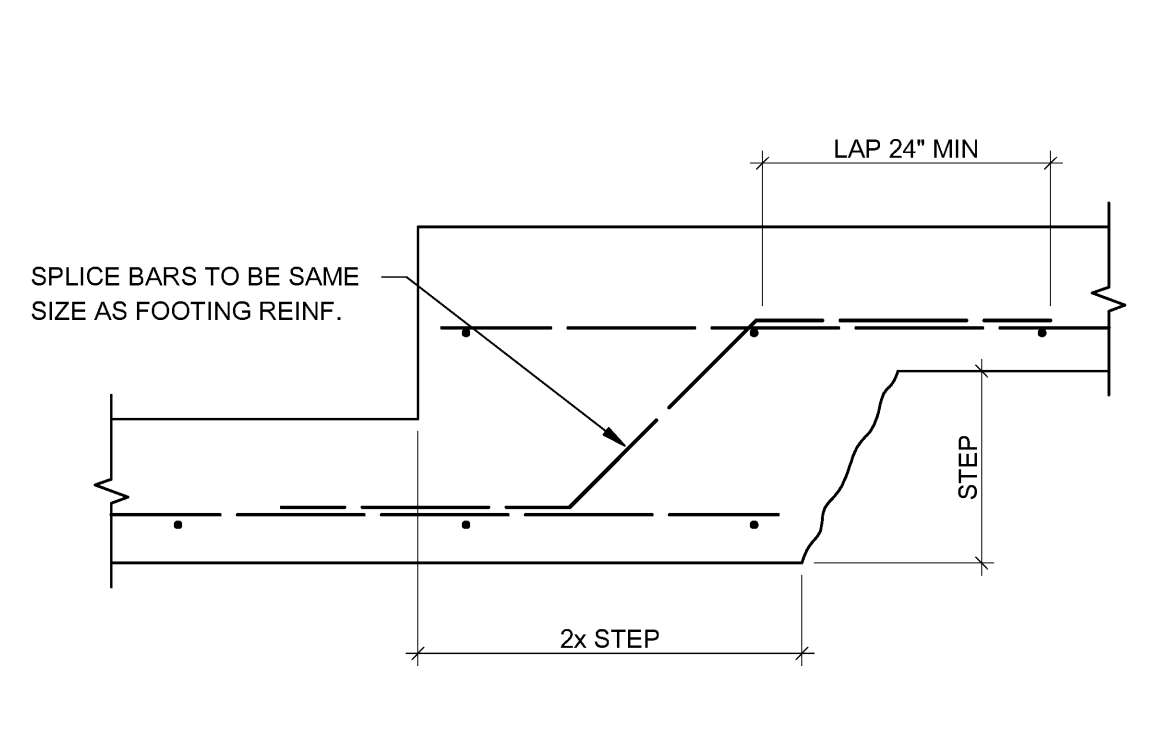 LAP 24" MIN
SPLICE BARS TO BE SAME
SIZE AS FOOTING REINF.
STEP
2x STEP